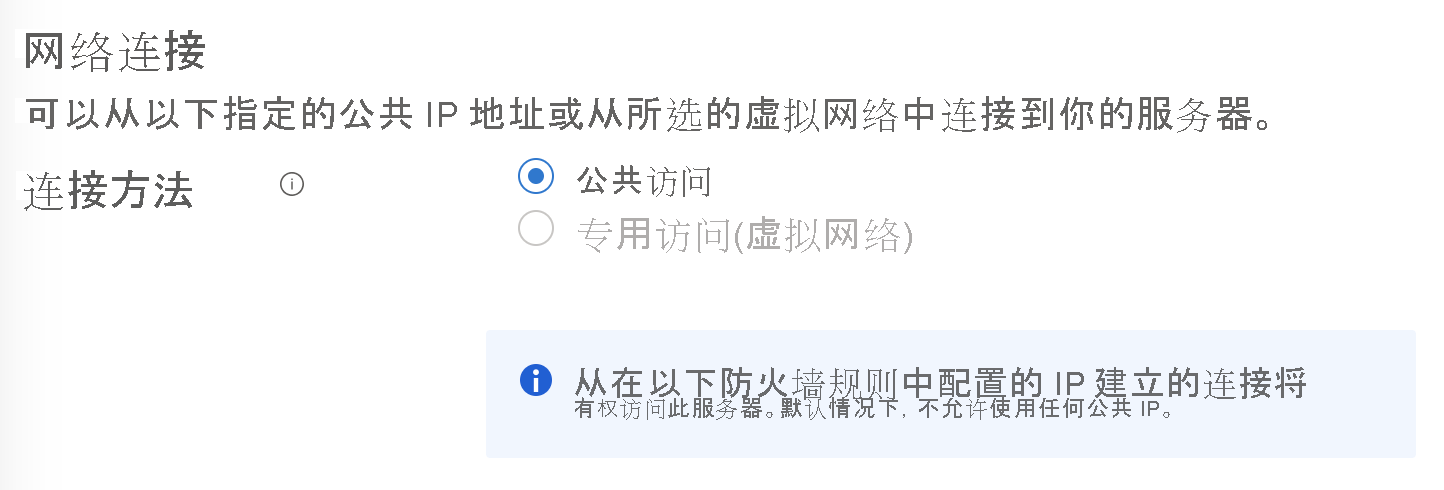 网络连接
可以从以下指定的公共 IP 地址或从所选的虚拟网络中连接到你的服务器。
连接方法
公共访问
专用访问(虚拟网络)
从在以下防火墙规则中配置的 IP 建立的连接将
有权访问此服务器。默认情况下, 不允许使用任何公共 IP。